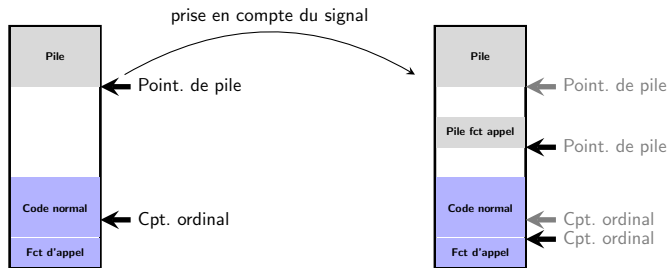 prise en compte du signal
Pile
Point. de pile
Code normal
Cpt. ordinal
Fct d'appel
Pile
Point. de pile
Pile fct appel
Point. de pile
Code normal
Cpt. ordinal
Cpt. ordinal
Fct d'appel